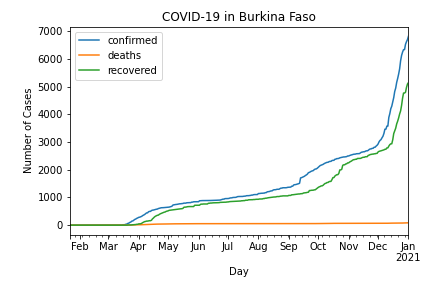 COVID-19 in Burkina Faso
Number of Cases
7000
6000
5000
4000
3000
2000
1000
0
confirmed
deaths
recovered
Feb Mar Apr May Jun Jul Aug Sep Oct Nov Dec Jan
2021
Day